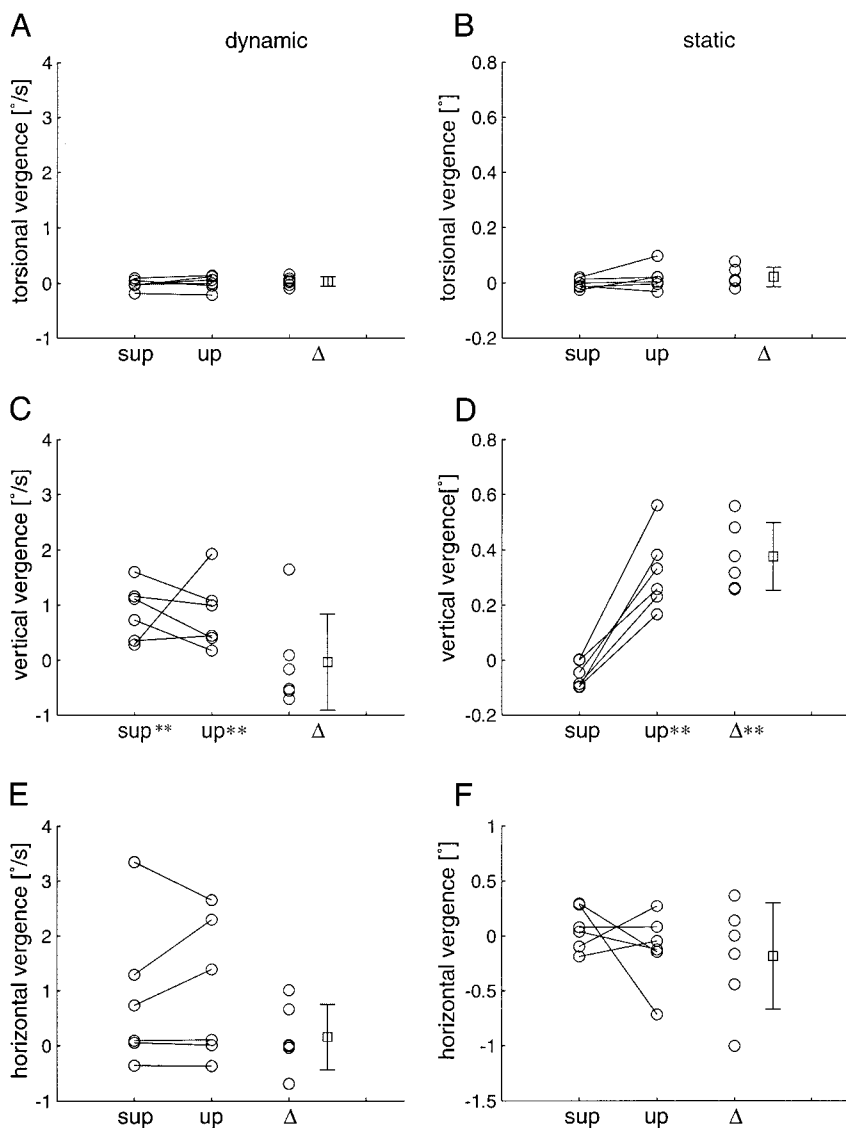 A
dynamic
torsional vergence [°/s]
4
3
2
1
0
-1
sup up Δ
B
static
torsional vergence [°]
0.8
0.6
0.4
0.2
0
-0.2
sup up Δ
C
vertical vergence [°/s]
4
3
2
1
0
-1
sup** up** Δ
D
vertical vergence[°]
0.8
0.6
0.4
0.2
0
-0.2
sup up** Δ**
E
horizontal vergence [°/s]
4
3
2
1
0
-1
sup up Δ
F
horizontal vergence [°]
1
0.5
0
-0.5
-1
-1.5
sup up Δ